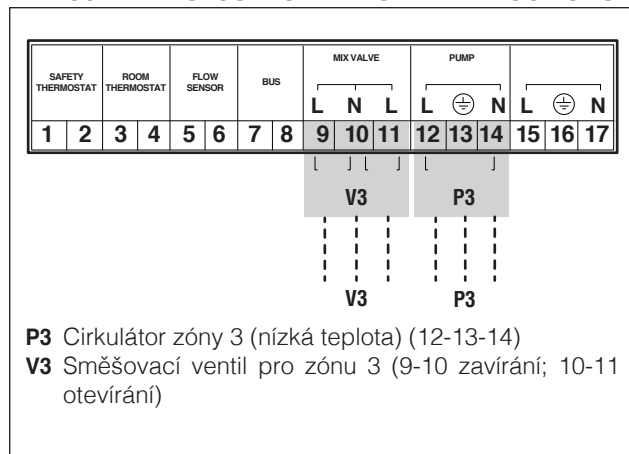 MIX VALVE PUMP
SAFETY THERMOSTAT ROOM THERMOSTAT FLOW SENSOR BUS
L N L L N L N
1 2 3 4 5 6 7 8 9 10 11 12 13 14 15 16 17
V3 P3
V3 P3
P3 Cirkulátor zóny 3 (nízká teplota) (12-13-14)
V3 Směšovací ventil pro zónu 3 (9-10 zavírání; 10-11
otevírání)